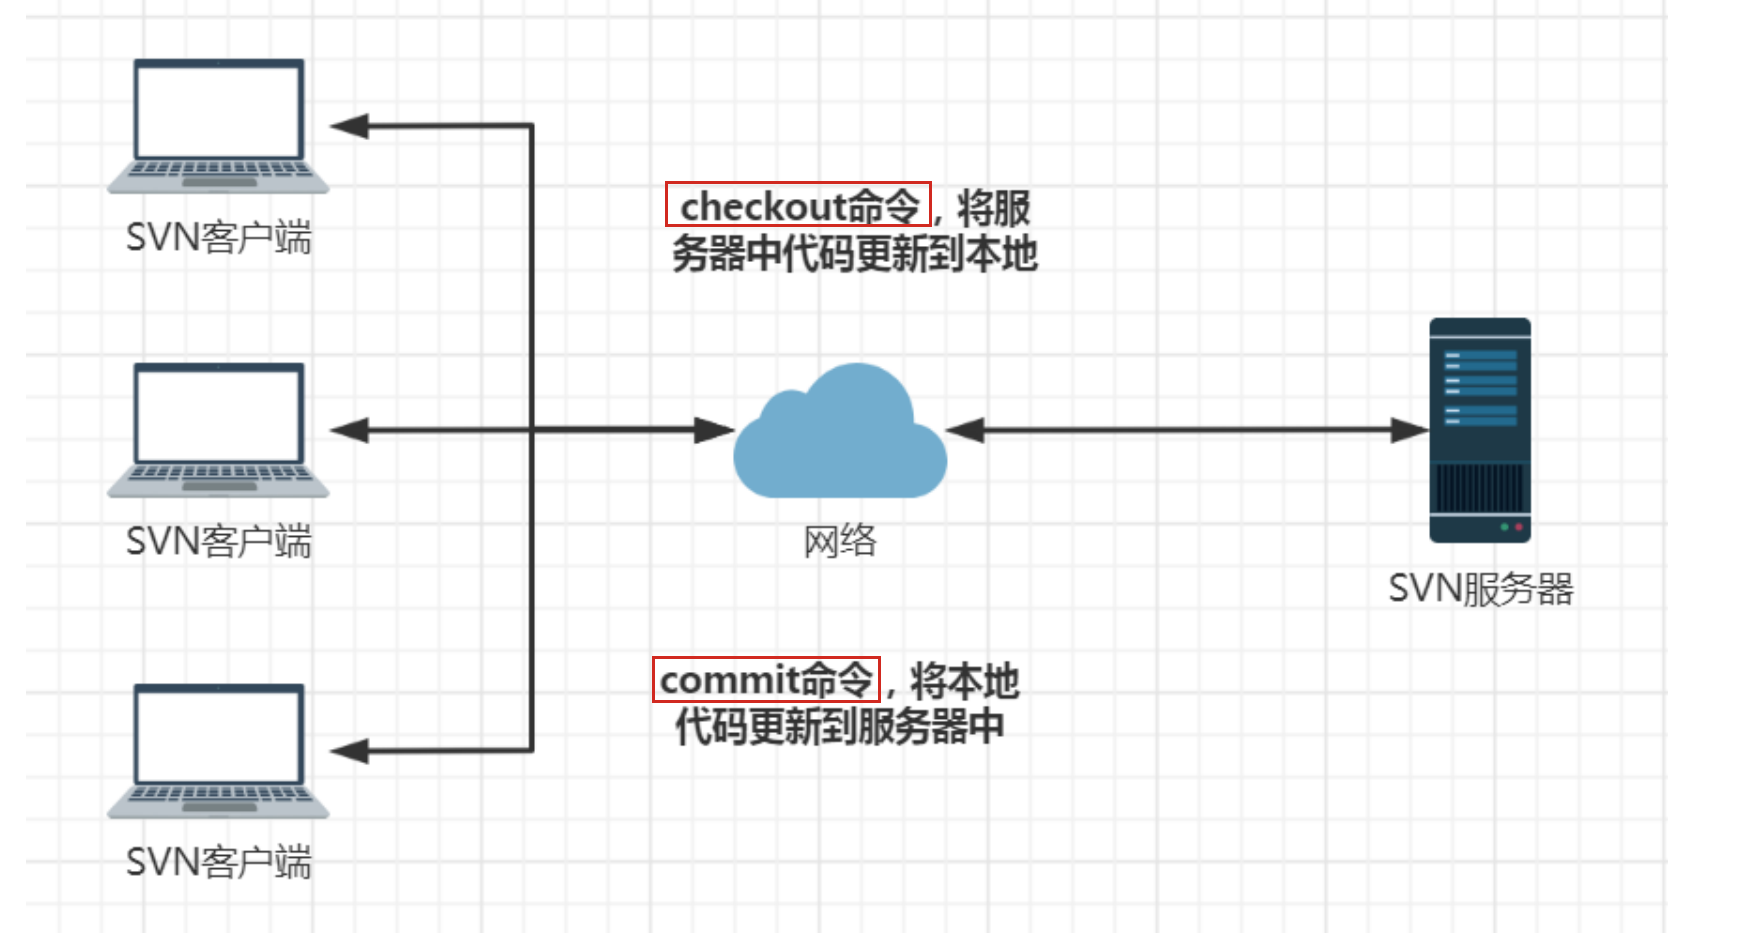 SVN客户端
checkout命令，将服
务器中代码更新到本地
SVN客户端
网络
SVN服务器
commit命令，将本地
代码更新到服务器中
SVN客户端